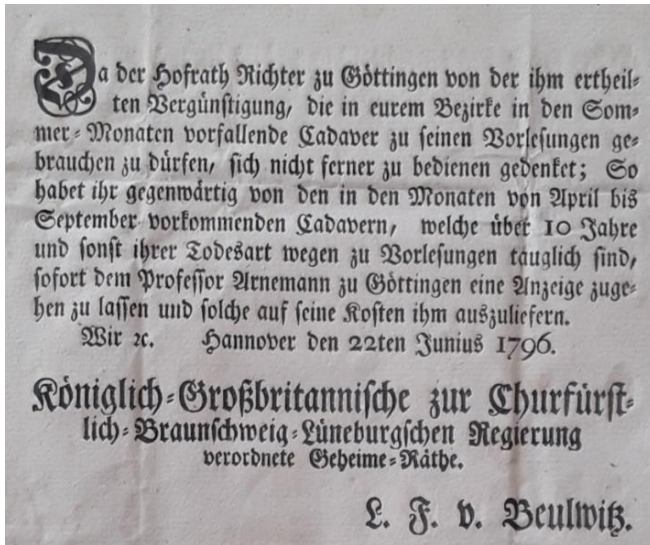 Da der Hofrath Richter zu Göttingen von der ihm ertheil-
ten Vergünstigung, die in eurem Bezirke in den Som-
mer-Monaten vorfallende Cadaver zu seinen Vorlesungen ge-
brauchen zu dürfen, sich nicht ferner zu bedienen gedenket; So
habet ihr gegenwärtig von den in den Monaten von April bis
September vorkommenden Cadavern, welche über 10 Jahre
und sonst ihrer Todesart wegen zu Vorlesungen tauglich sind,
sofort dem Professor Arnemann zu Göttingen eine Anzeige zuge-
hen zu lassen und solche auf seine Kosten ihm auszuliefern.
Wir ꝛc. Hannover den 22ten Junius 1796.
Königlich-Großbritannische zur Churfürst-
lich-Braunschweig-Lüneburgschen Regierung
verordnete Geheime-Räthe.
L. F. v. Beulwitz.